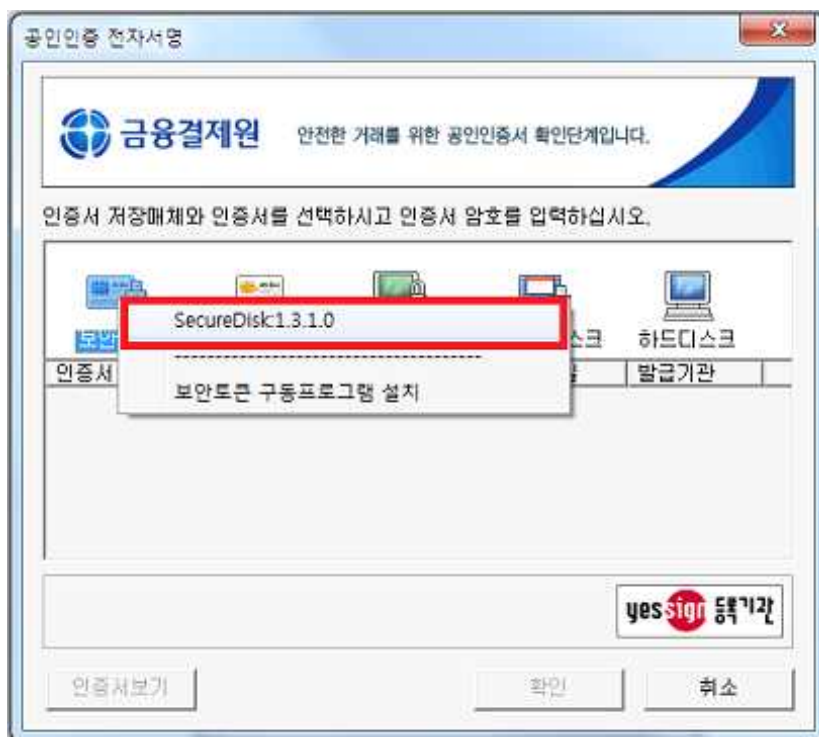 공인인증 전자서명
금융결제원 안전한 거래를 위한 공인인증서 확인단계입니다.
인증서 저장매체와 인증서를 선택하시고 인증서 암호를 입력하십시오.
SecureDisk:1.3.1.0
하드디스크
인증서 발급기관
보안토큰 구동프로그램 설치
yessign 등록기관
인증서보기 확인 취소